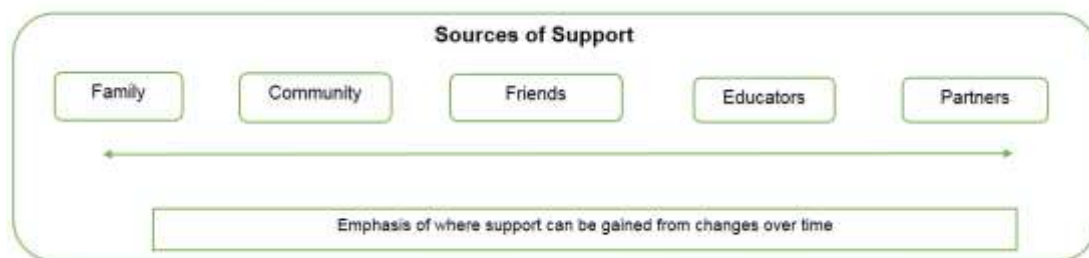 Sources of Support
Family
Community
Friends
Educators
Partners
Emphasis of where support can be gained from changes over time